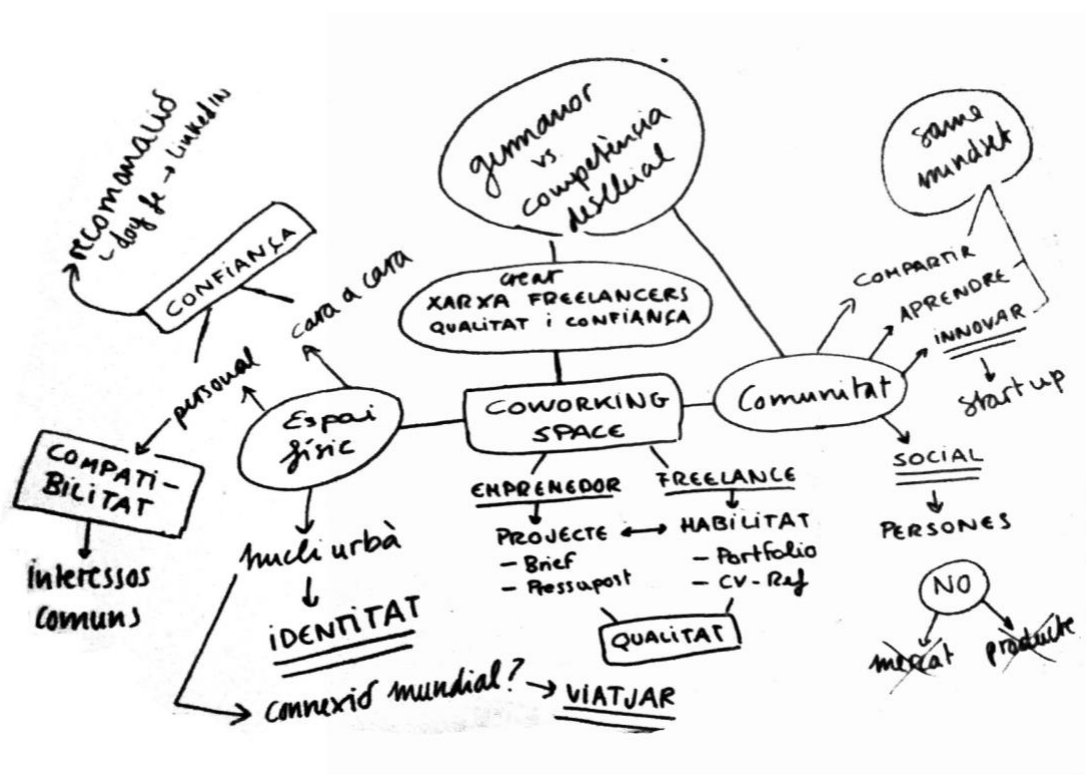 recomanació
doy fe → LinkedIn
CONFIANÇA
cara a cara
personal
COMPATI-
BILITAT
interessos
comuns
Espai
físic
nucli urbà
IDENTITAT
connexió mundial? → VIATJAR
germanor
vs.
competència
deslleial
crear
XARXA FREELANCERS
QUALITAT i CONFIANÇA
COWORKING
SPACE
EMPRENEDOR
PROJECTE
- Brief
- Pressupost
FREELANCE
HABILITAT
- Portfolio
- CV-Ref
QUALITAT
Comunitat
same
mindset
COMPARTIR
APRENDRE
INNOVAR
start up
SOCIAL
PERSONES
NO
mercat
producte